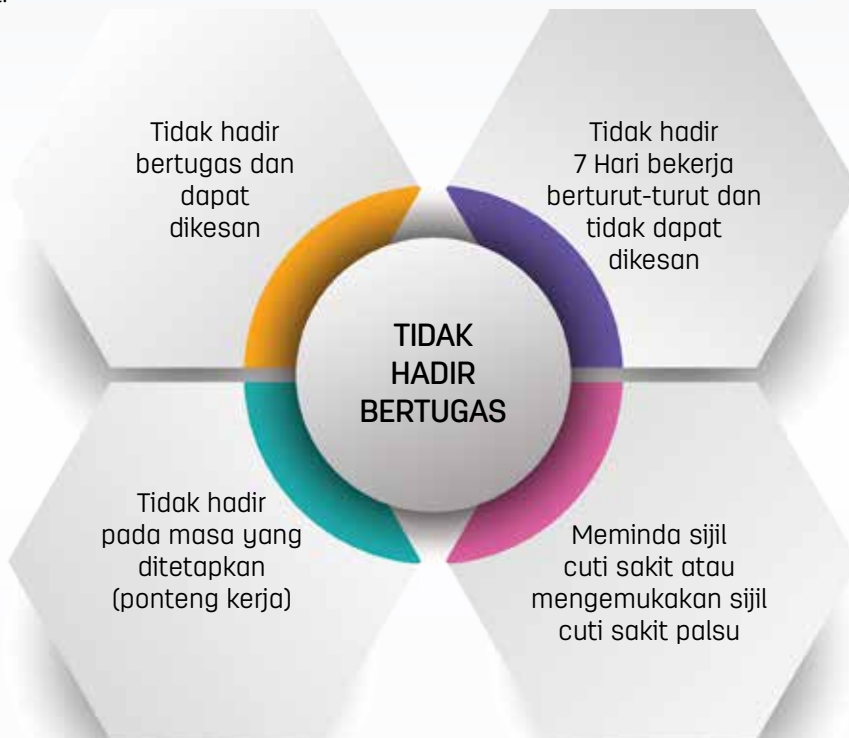 Tidak hadir
bertugas dan
dapat
dikesan
Tidak hadir
7 Hari bekerja
berturut-turut dan
tidak dapat
dikesan
TIDAK
HADIR
BERTUGAS
Tidak hadir
pada masa yang
ditetapkan
(ponteng kerja)
Meminda sijil
cuti sakit atau
mengemukakan sijil
cuti sakit palsu